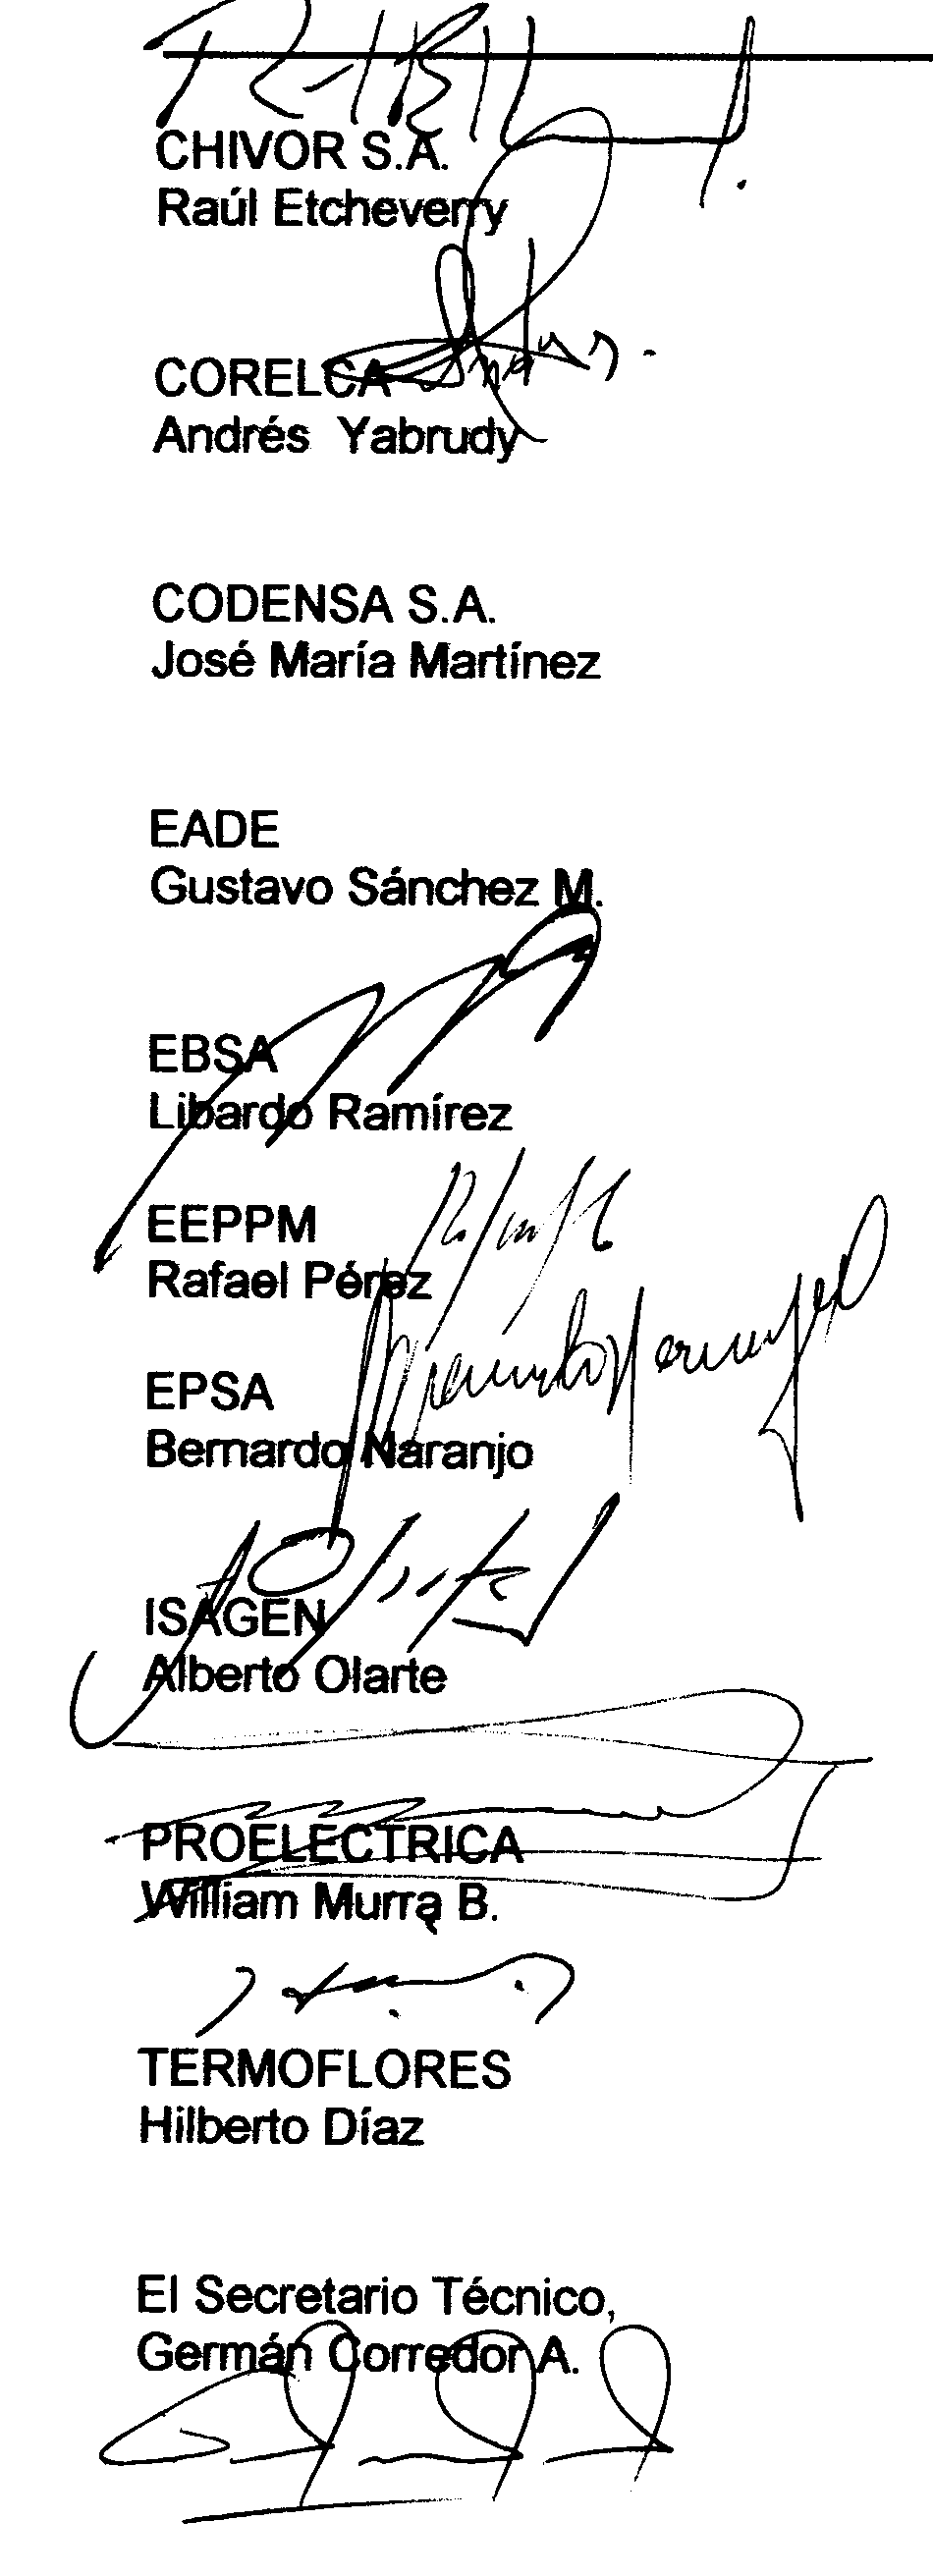 CHIVOR S.A.
Raúl Etcheverry
CORELCA
Andrés Yabrudy
CODENSA S.A.
José María Martínez
EADE
Gustavo Sánchez M.
EBSA
Libardo Ramírez
EEPPM
Rafael Pérez
EPSA
Bernardo Naranjo
ISAGEN
Alberto Olarte
PROELECTRICA
William Murra B.
TERMOFLORES
Hilberto Díaz
El Secretario Técnico,
Germán Corredor A.